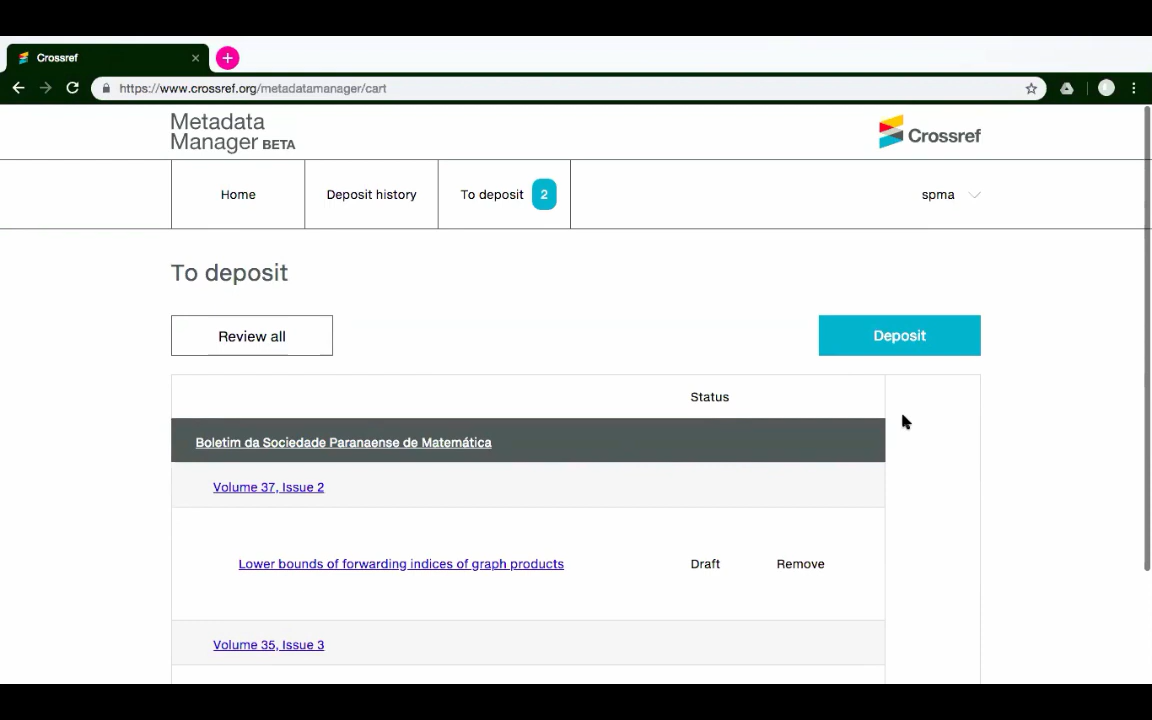 Crossref
https://www.crossref.org/metadatamanager/cart
Metadata
Manager BETA
Crossref
Home
Deposit history
To deposit 2
spma
To deposit
Review all
Deposit
Status
Boletim da Sociedade Paranaense de Matemática
Volume 37, Issue 2
Lower bounds of forwarding indices of graph products Draft Remove
Volume 35, Issue 3